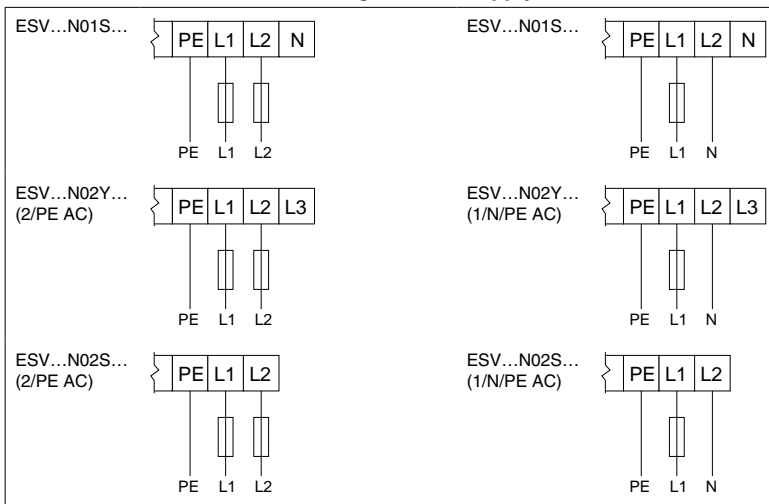 ESV…N01S…
PE L1 L2 N
PE L1 L2
ESV…N01S…
PE L1 L2 N
PE L1 N
ESV…N02Y…
(2/PE AC)
PE L1 L2 L3
PE L1 L2
ESV…N02Y…
(1/N/PE AC)
PE L1 L2 L3
PE L1 N
ESV…N02S…
(2/PE AC)
PE L1 L2
PE L1 L2
ESV…N02S…
(1/N/PE AC)
PE L1 L2
PE L1 N